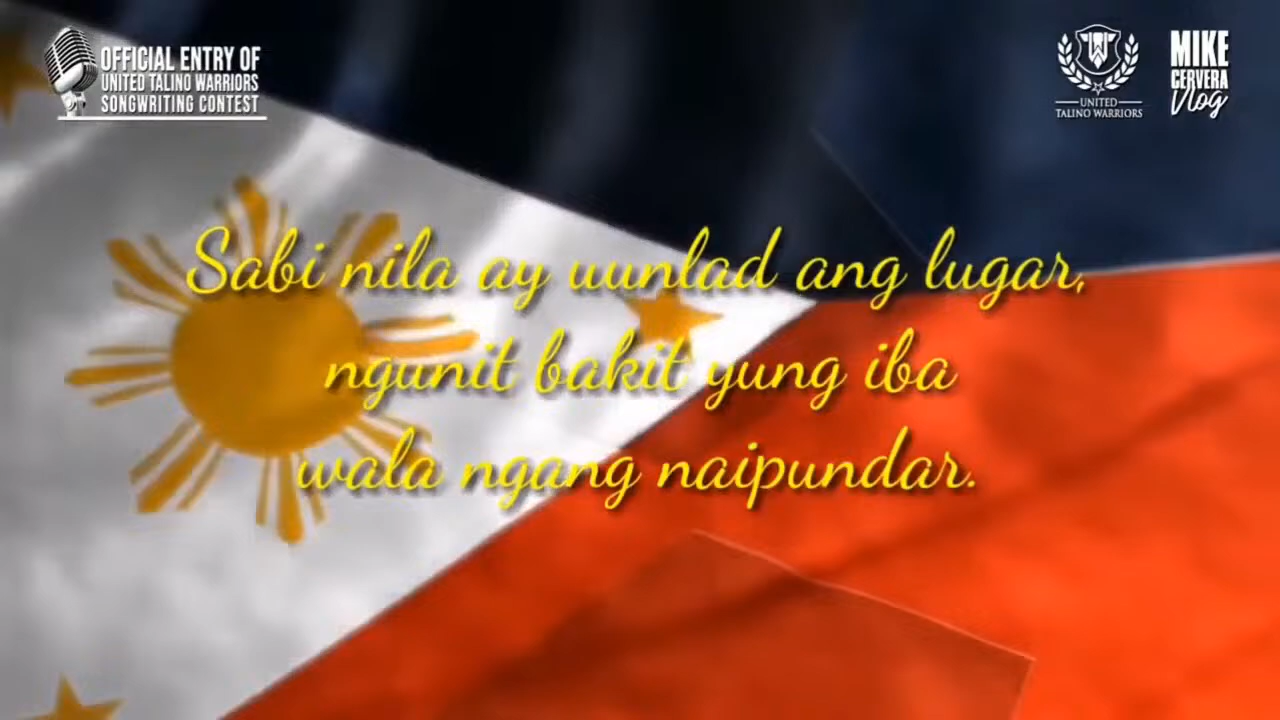 OFFICIAL ENTRY OF
UNITED TALINO WARRIORS
SONGWRITING CONTEST
UNITED
TALINO WARRIORS
MIKE
CERVERA
Vlog
Sabi nila ay uunlad ang lugar,
ngunit bakit yung iba
wala ngang naipundar.